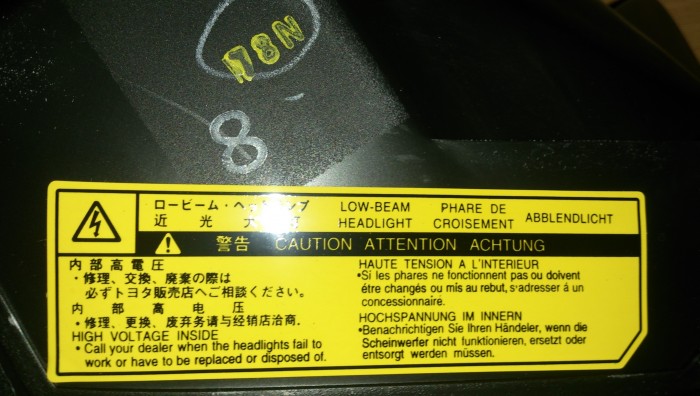 N8U
8
ロービーム・ヘッドランプ
近 光 大 灯
LOW-BEAM HEADLIGHT
PHARE DE CROISEMENT
ABBLENDLICHT
警告 CAUTION ATTENTION ACHTUNG
内部高電圧
・修理、交換、廃棄の際は
必ずトヨタ販売店へご相談ください。
内 部 高 电 压
・修理、更换、废弃务请与经销店洽商.
HIGH VOLTAGE INSIDE
• Call your dealer when the headlights fail to
work or have to be replaced or disposed of.
HAUTE TENSION A L'INTERIEUR
•Si les phares ne fonctionnent pas ou doivent
étre changés ou mis au rebut, s'adresser á un
concessionnaire.
HOCHSPANNUNG IM INNERN
•Benachrichtigen Sie Ihren Händeler, wenn die
Scheinwerfer nicht funktionieren, ersetzt oder
entsorgt werden müssen.